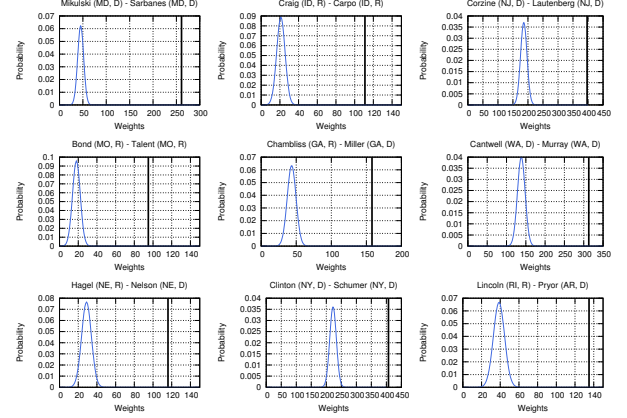 Mikulski (MD, D) - Sarbanes (MD, D)
Probability
0.07
0.06
0.05
0.04
0.03
0.02
0.01
0
0 50 100 150 200 250 300
Weights
Craig (ID, R) - Carpo (ID, R)
Probability
0.09
0.08
0.07
0.06
0.05
0.04
0.03
0.02
0.01
0
0 20 40 60 80 100 120 140
Weights
Corzine (NJ, D) - Lautenberg (NJ, D)
Probability
0.04
0.035
0.03
0.025
0.02
0.015
0.01
0.005
0
0 50 100 150 200 250 300 350 400 450
Weights
Bond (MO, R) - Talent (MO, R)
Probability
0.1
0.09
0.08
0.07
0.06
0.05
0.04
0.03
0.02
0.01
0
0 20 40 60 80 100 120 140
Weights
Chambliss (GA, R) - Miller (GA, D)
Probability
0.07
0.06
0.05
0.04
0.03
0.02
0.01
0
0 50 100 150 200
Weights
Cantwell (WA, D) - Murray (WA, D)
Probability
0.04
0.035
0.03
0.025
0.02
0.015
0.01
0.005
0
0 50 100 150 200 250 300 350
Weights
Hagel (NE, R) - Nelson (NE, D)
Probability
0.08
0.07
0.06
0.05
0.04
0.03
0.02
0.01
0
0 20 40 60 80 100 120 140
Weights
Clinton (NY, D) - Schumer (NY, D)
Probability
0.04
0.035
0.03
0.025
0.02
0.015
0.01
0.005
0
0 50 100 150 200 250 300 350 400 450
Weights
Lincoln (RI, R) - Pryor (AR, D)
Probability
0.07
0.06
0.05
0.04
0.03
0.02
0.01
0
0 20 40 60 80 100 120 140
Weights